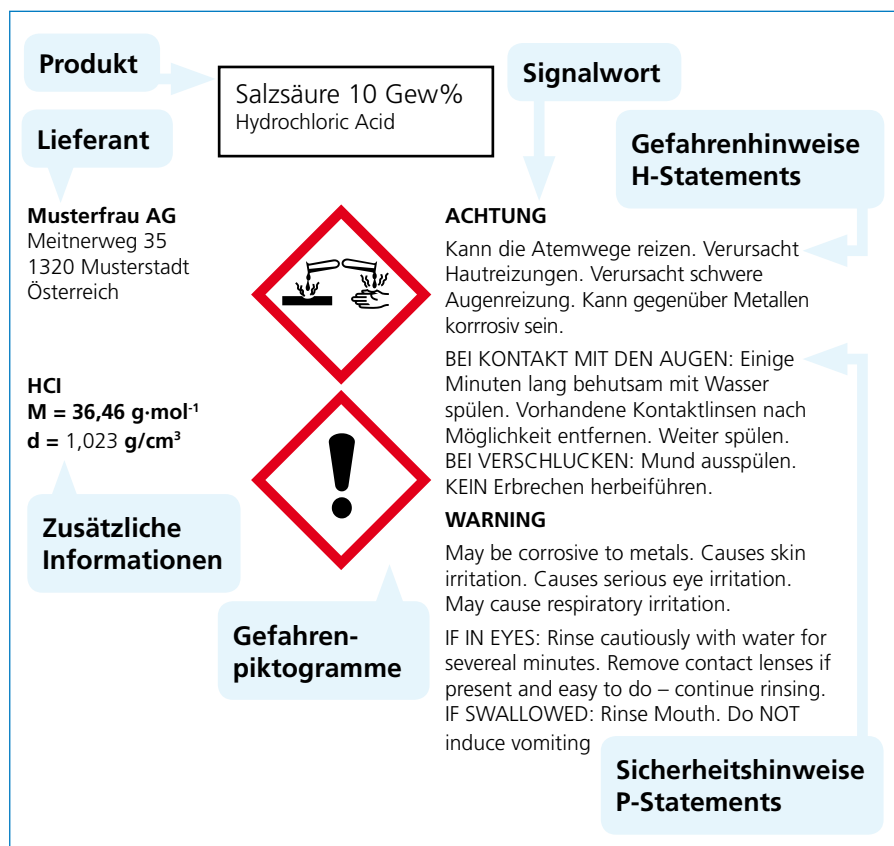 Produkt
Salzsäure 10 Gew%
Hydrochloric Acid
Signalwort
Lieferant
Gefahrenhinweise
H-Statements
Musterfrau AG
Meitnerweg 35
1320 Musterstadt
Österreich
HCl
M = 36,46 g·mol⁻¹
d = 1,023 g/cm³
Zusätzliche
Informationen
Gefahren-
piktogramme
ACHTUNG
Kann die Atemwege reizen. Verursacht
Hautreizungen. Verursacht schwere
Augenreizung. Kann gegenüber Metallen
korrrosiv sein.
BEI KONTAKT MIT DEN AUGEN: Einige
Minuten lang behutsam mit Wasser
spülen. Vorhandene Kontaktlinsen nach
Möglichkeit entfernen. Weiter spülen.
BEI VERSCHLUCKEN: Mund ausspülen.
KEIN Erbrechen herbeiführen.
WARNING
May be corrosive to metals. Causes skin
irritation. Causes serious eye irritation.
May cause respiratory irritation.
IF IN EYES: Rinse cautiously with water for
severeal minutes. Remove contact lenses if
present and easy to do – continue rinsing.
IF SWALLOWED: Rinse Mouth. Do NOT
induce vomiting
Sicherheitshinweise
P-Statements